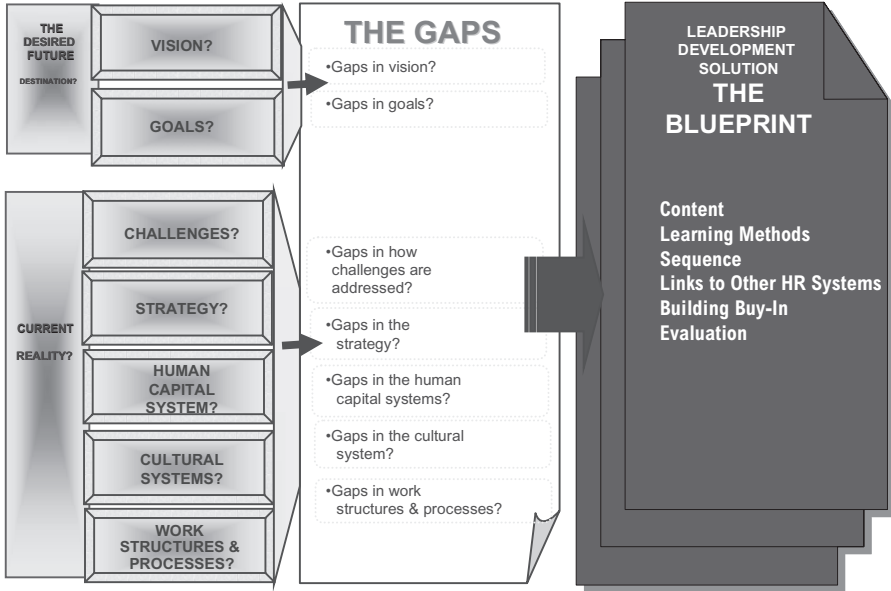 THE
DESIRED
FUTURE
DESTINATION?
VISION?
GOALS?
CURRENT
REALITY?
CHALLENGES?
STRATEGY?
HUMAN
CAPITAL
SYSTEM?
CULTURAL
SYSTEMS?
WORK
STRUCTURES &
PROCESSES?
THE GAPS
•Gaps in vision?
•Gaps in goals?
•Gaps in how
challenges are
addressed?
•Gaps in the
strategy?
•Gaps in the human
capital systems?
•Gaps in the cultural
system?
•Gaps in work
structures & processes?
LEADERSHIP
DEVELOPMENT
SOLUTION
THE
BLUEPRINT
Content
Learning Methods
Sequence
Links to Other HR Systems
Building Buy-In
Evaluation